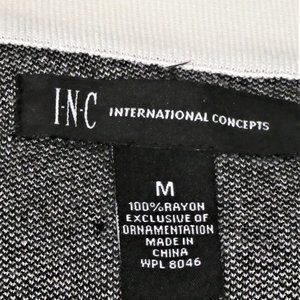 I·N·C INTERNATIONAL CONCEPTS
M
100%RAYON
EXCLUSIVE OF
ORNAMENTATION
MADE IN
CHINA
WPL 8046